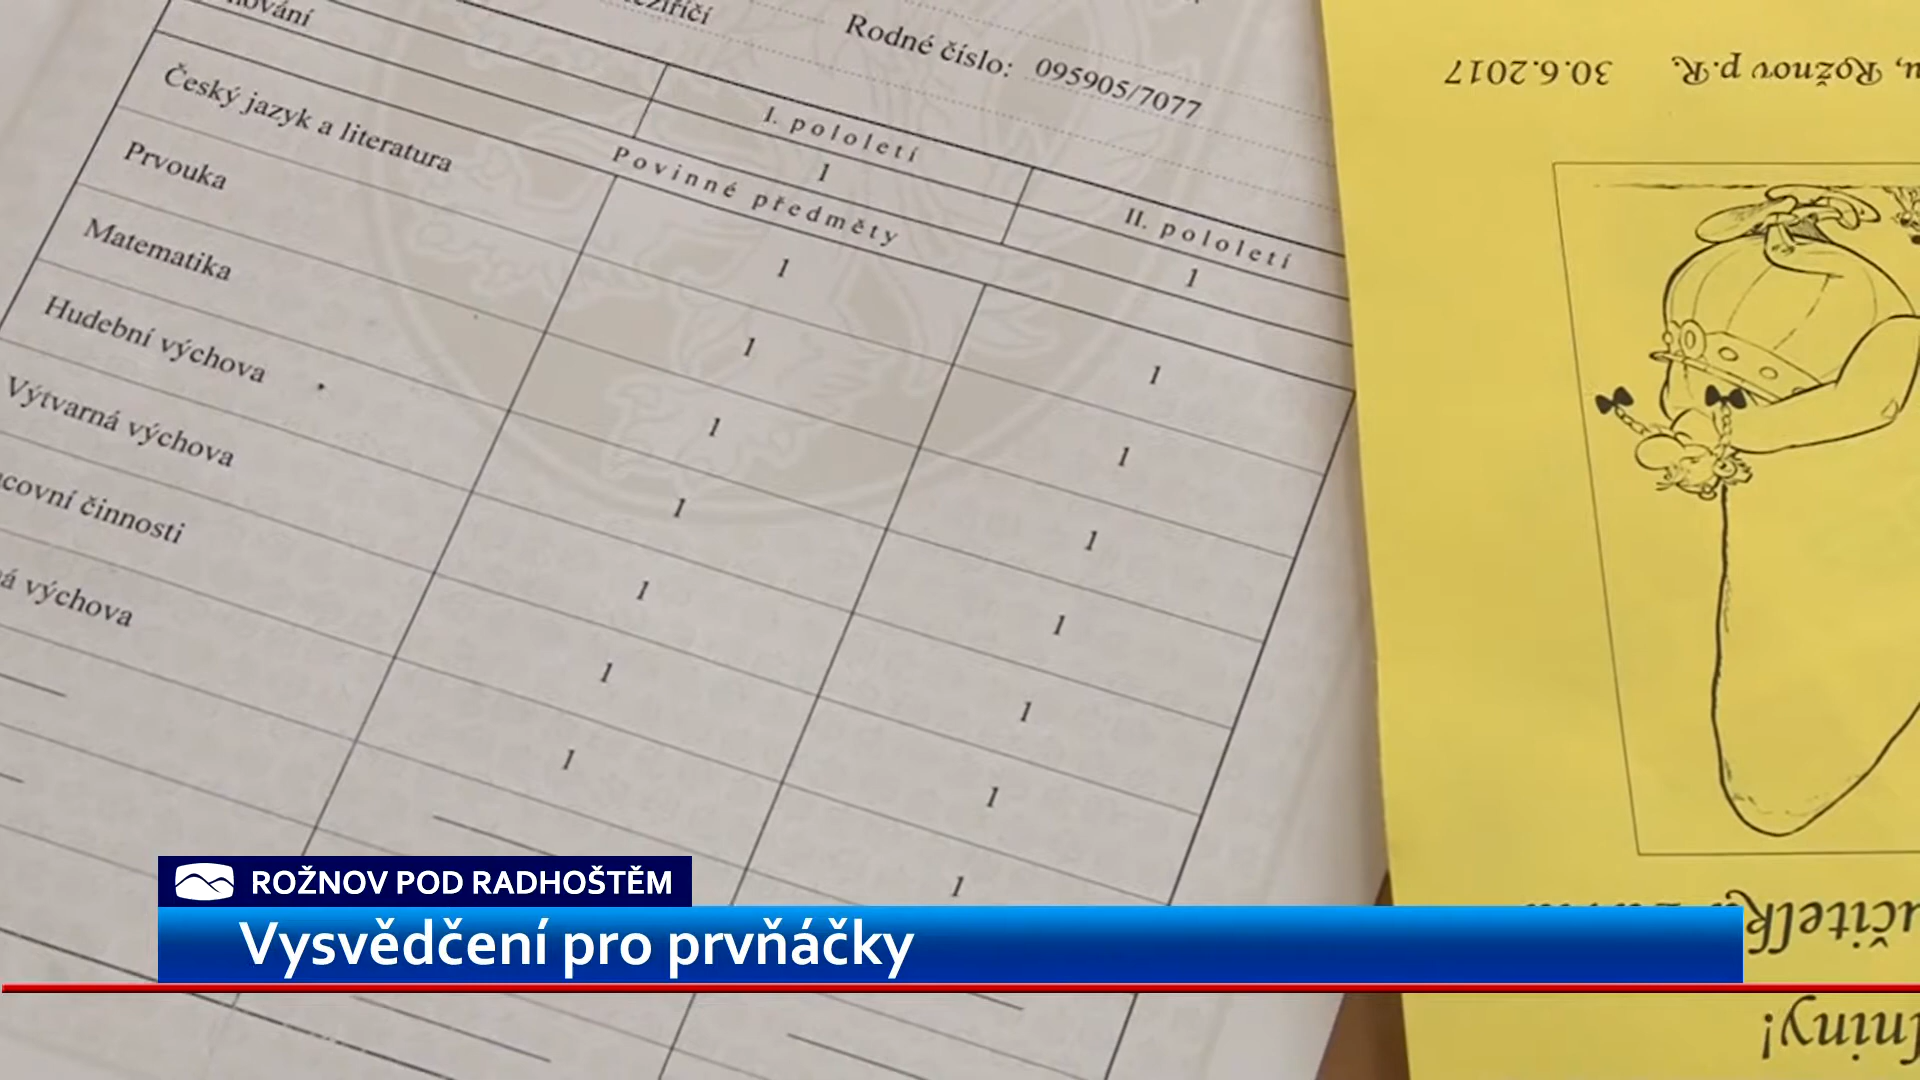 Rodné číslo: 095905/7077
I. pololetí
II. pololetí
1
1
Povinné předměty
Český jazyk a literatura 1 1
Prvouka 1 1
Matematika 1 1
Hudební výchova 1 1
Výtvarná výchova 1 1
covní činnosti 1 1
á výchova 1 1
Rožnov p.R. 30.6.2017
ROŽNOV POD RADHOŠTĚM
Vysvědčení pro prvňáčky